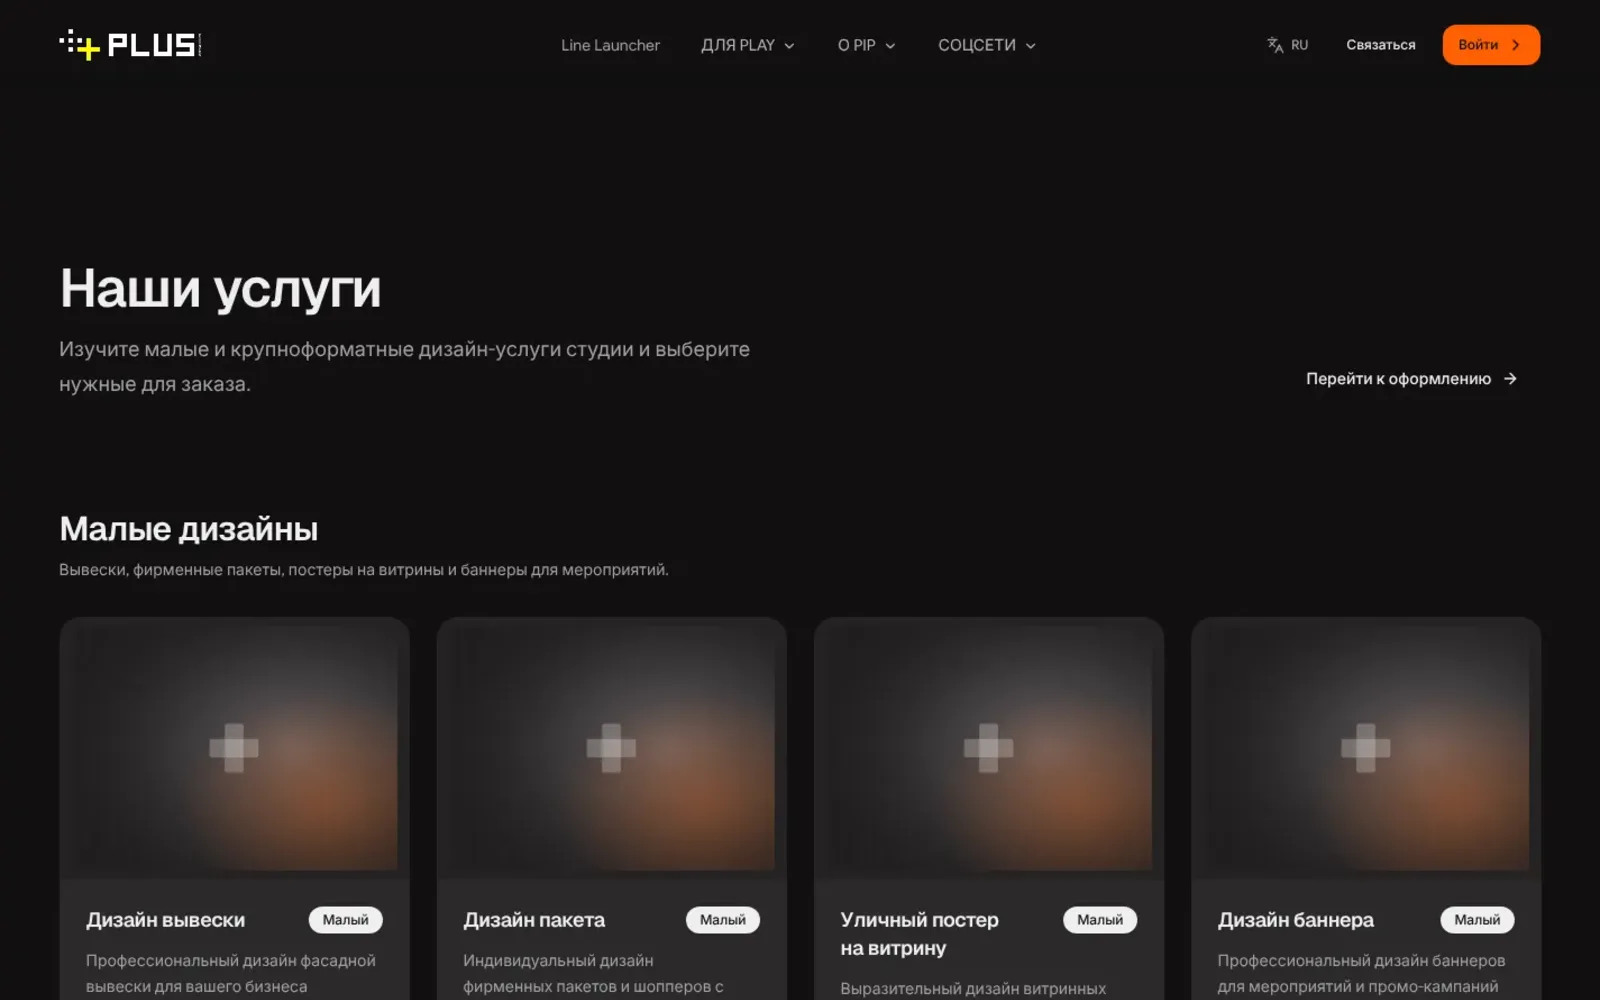 PLUS
Line Launcher
ДЛЯ PLAY
О PIP
СОЦСЕТИ
RU
Связаться
Войти
Наши услуги
Изучите малые и крупноформатные дизайн-услуги студии и выберите
нужные для заказа.
Перейти к оформлению
Малые дизайны
Вывески, фирменные пакеты, постеры на витрины и баннеры для мероприятий.
Дизайн вывески
Малый
Профессиональный дизайн фасадной
вывески для вашего бизнеса
Дизайн пакета
Малый
Индивидуальный дизайн
фирменных пакетов и шопперов с
Уличный постер
на витрину
Малый
Выразительный дизайн витринных
Дизайн баннера
Малый
Профессиональный дизайн баннеров
для мероприятий и промо-кампаний